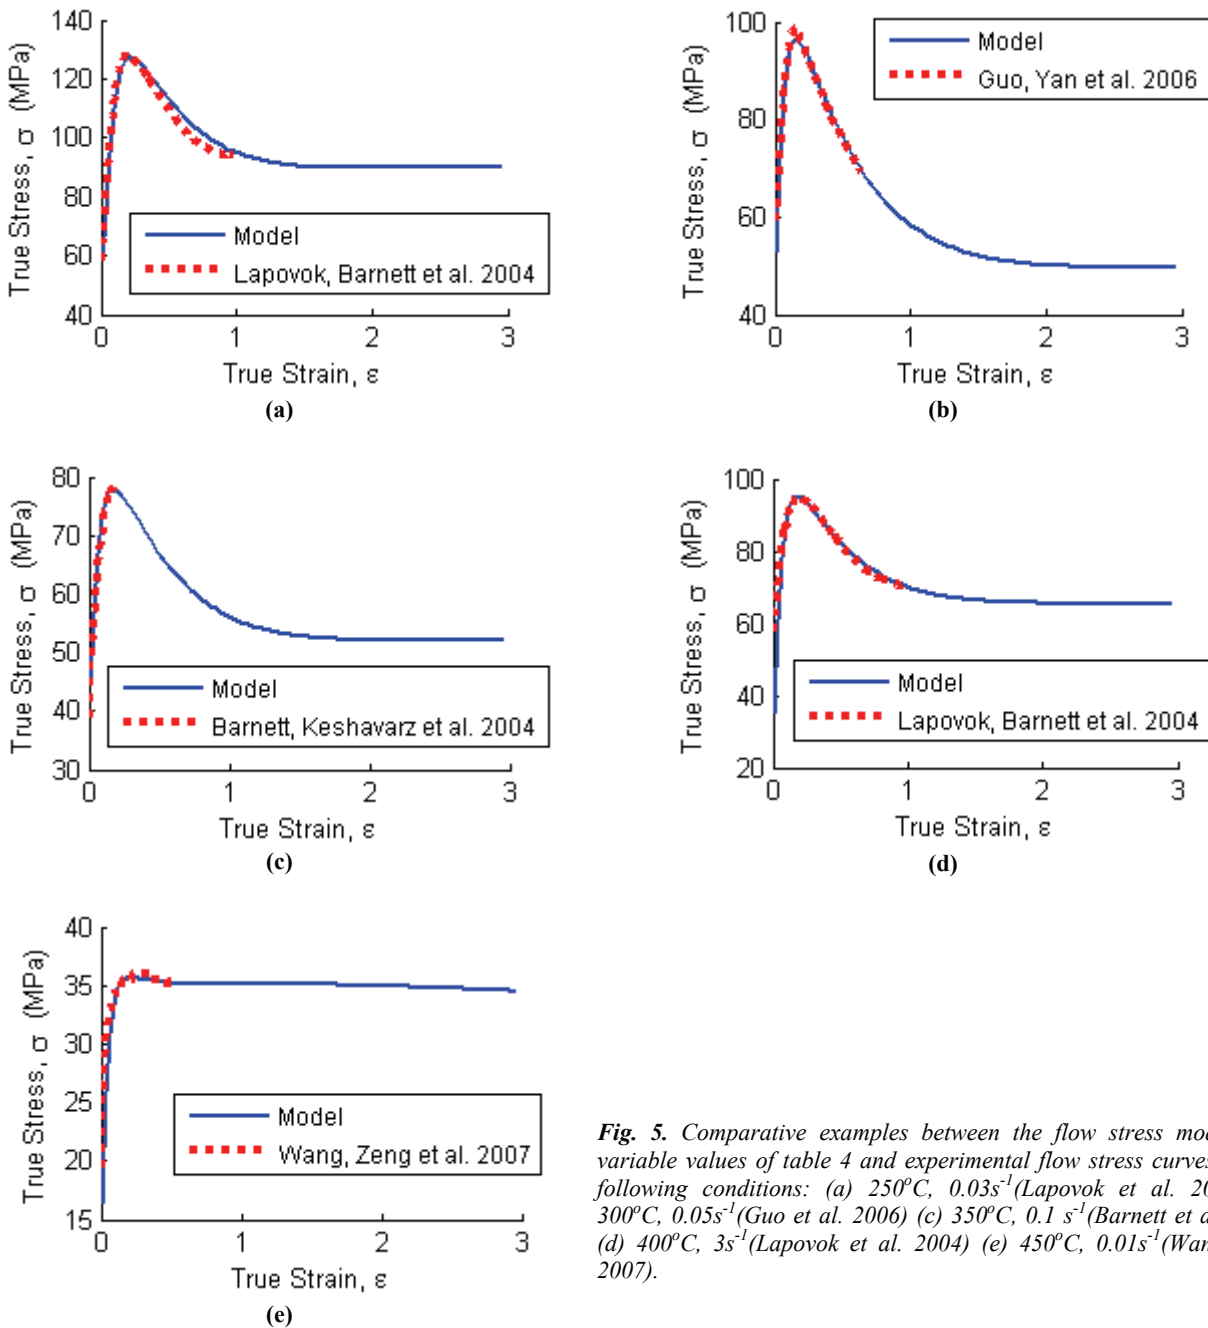 140
120
100
80
60
40
0
1
2
3
True Stress, σ (MPa)
True Strain, ε
Model
Lapovok, Barnett et al. 2004
(a)
100
80
60
40
0
1
2
3
True Stress, σ (MPa)
True Strain, ε
Model
Guo, Yan et al. 2006
(b)
80
70
60
50
40
30
0
1
2
3
True Stress, σ (MPa)
True Strain, ε
Model
Barnett, Keshavarz et al. 2004
(c)
100
80
60
40
20
0
1
2
3
True Stress, σ (MPa)
True Strain, ε
Model
Lapovok, Barnett et al. 2004
(d)
40
35
30
25
20
15
0
1
2
3
True Stress, σ (MPa)
True Strain, ε
Model
Wang, Zeng et al. 2007
(e)
Fig. 5. Comparative examples between the flow stress mod
variable values of table 4 and experimental flow stress curves
following conditions: (a) 250°C, 0.03s⁻¹(Lapovok et al. 20
300°C, 0.05s⁻¹(Guo et al. 2006) (c) 350°C, 0.1 s⁻¹(Barnett et a
(d) 400°C, 3s⁻¹(Lapovok et al. 2004) (e) 450°C, 0.01s⁻¹(Wan
2007).